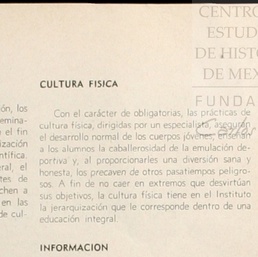 CENTRO
ESTUD
DE HISTO
DE MEX
FUNDA
Carlos
CULTURA FISICA
ón, los
emina-
el fin
ización
ntífica.
ral, el
tes de
chen a
en las
de cul-
Con el carácter de obligatorias, las prácticas de
cultura física, dirigidas por un especialista, aseguran
el desarrollo normal de los cuerpos jóvenes, enseñan
a los alumnos la caballerosidad de la emulación de-
portiva y, al proporcionarles una diversión sana y
honesta, los precaven de otros pasatiempos peligro-
sos. A fin de no caer en extremos que desvirtúan
sus objetivos, la cultura física tiene en el Instituto
la jerarquización que le corresponde dentro de una
educación integral.
INFORMACION